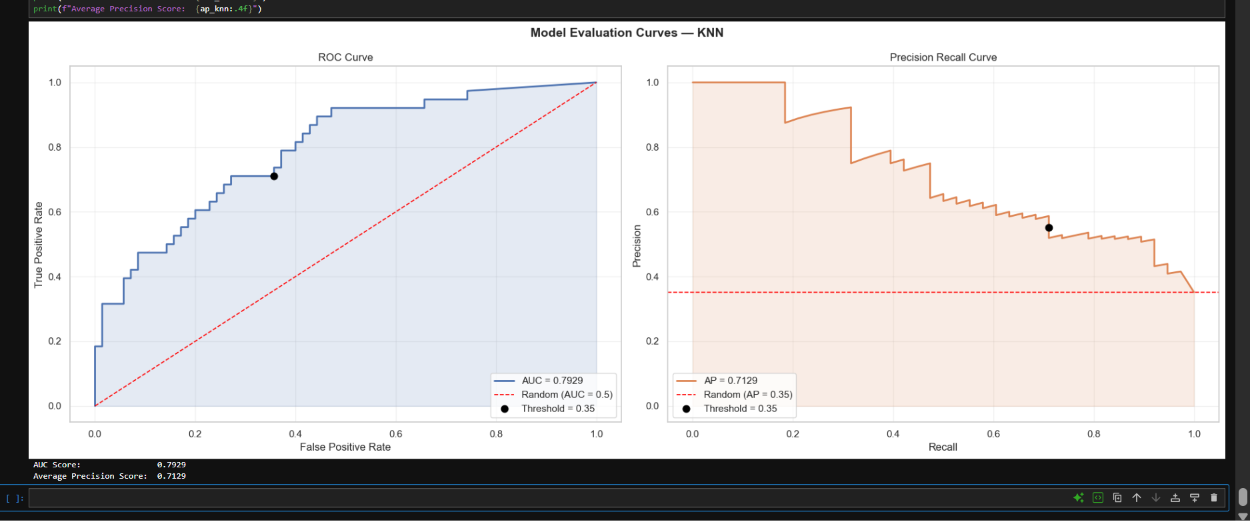 print(f"Average Precision Score:  {ap_knn:.4f}")
Model Evaluation Curves — KNN
ROC Curve
1.0
0.8
0.6
0.4
0.2
0.0
True Positive Rate
AUC = 0.7929
Random (AUC = 0.5)
Threshold = 0.35
0.0 0.2 0.4 0.6 0.8 1.0
False Positive Rate
Precision Recall Curve
1.0
0.8
0.6
0.4
0.2
0.0
Precision
AP = 0.7129
Random (AP = 0.35)
Threshold = 0.35
0.0 0.2 0.4 0.6 0.8 1.0
Recall
AUC Score: 0.7929
Average Precision Score: 0.7129
[ ]: